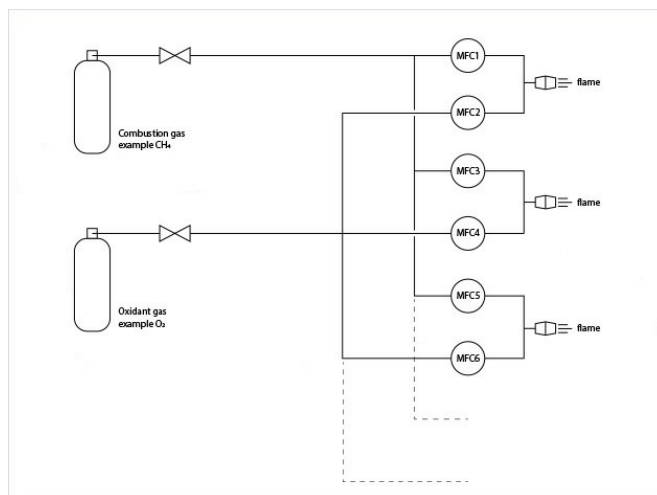 MFC1
flame
MFC2
Combustion gas
example CH₄
MFC3
flame
MFC4
Oxidant gas
example O₂
MFC5
flame
MFC6